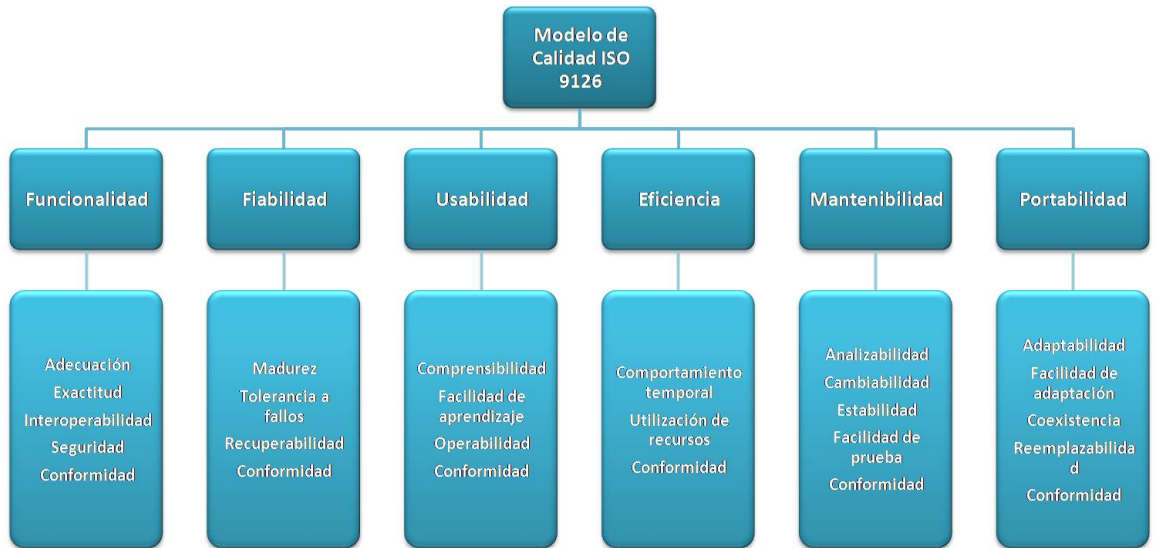 Modelo de
Calidad ISO
9126
Funcionalidad
Fiabilidad
Usabilidad
Eficiencia
Mantenibilidad
Portabilidad
Adecuación
Exactitud
Interoperabilidad
Seguridad
Conformidad
Madurez
Tolerancia a
fallos
Recuperabilidad
Conformidad
Comprensibilidad
Facilidad de
aprendizaje
Operabilidad
Conformidad
Comportamiento
temporal
Utilización de
recursos
Conformidad
Analizabilidad
Cambiabilidad
Estabilidad
Facilidad de
prueba
Conformidad
Adaptabilidad
Facilidad de
adaptación
Coexistencia
Reemplazabilida
d
Conformidad